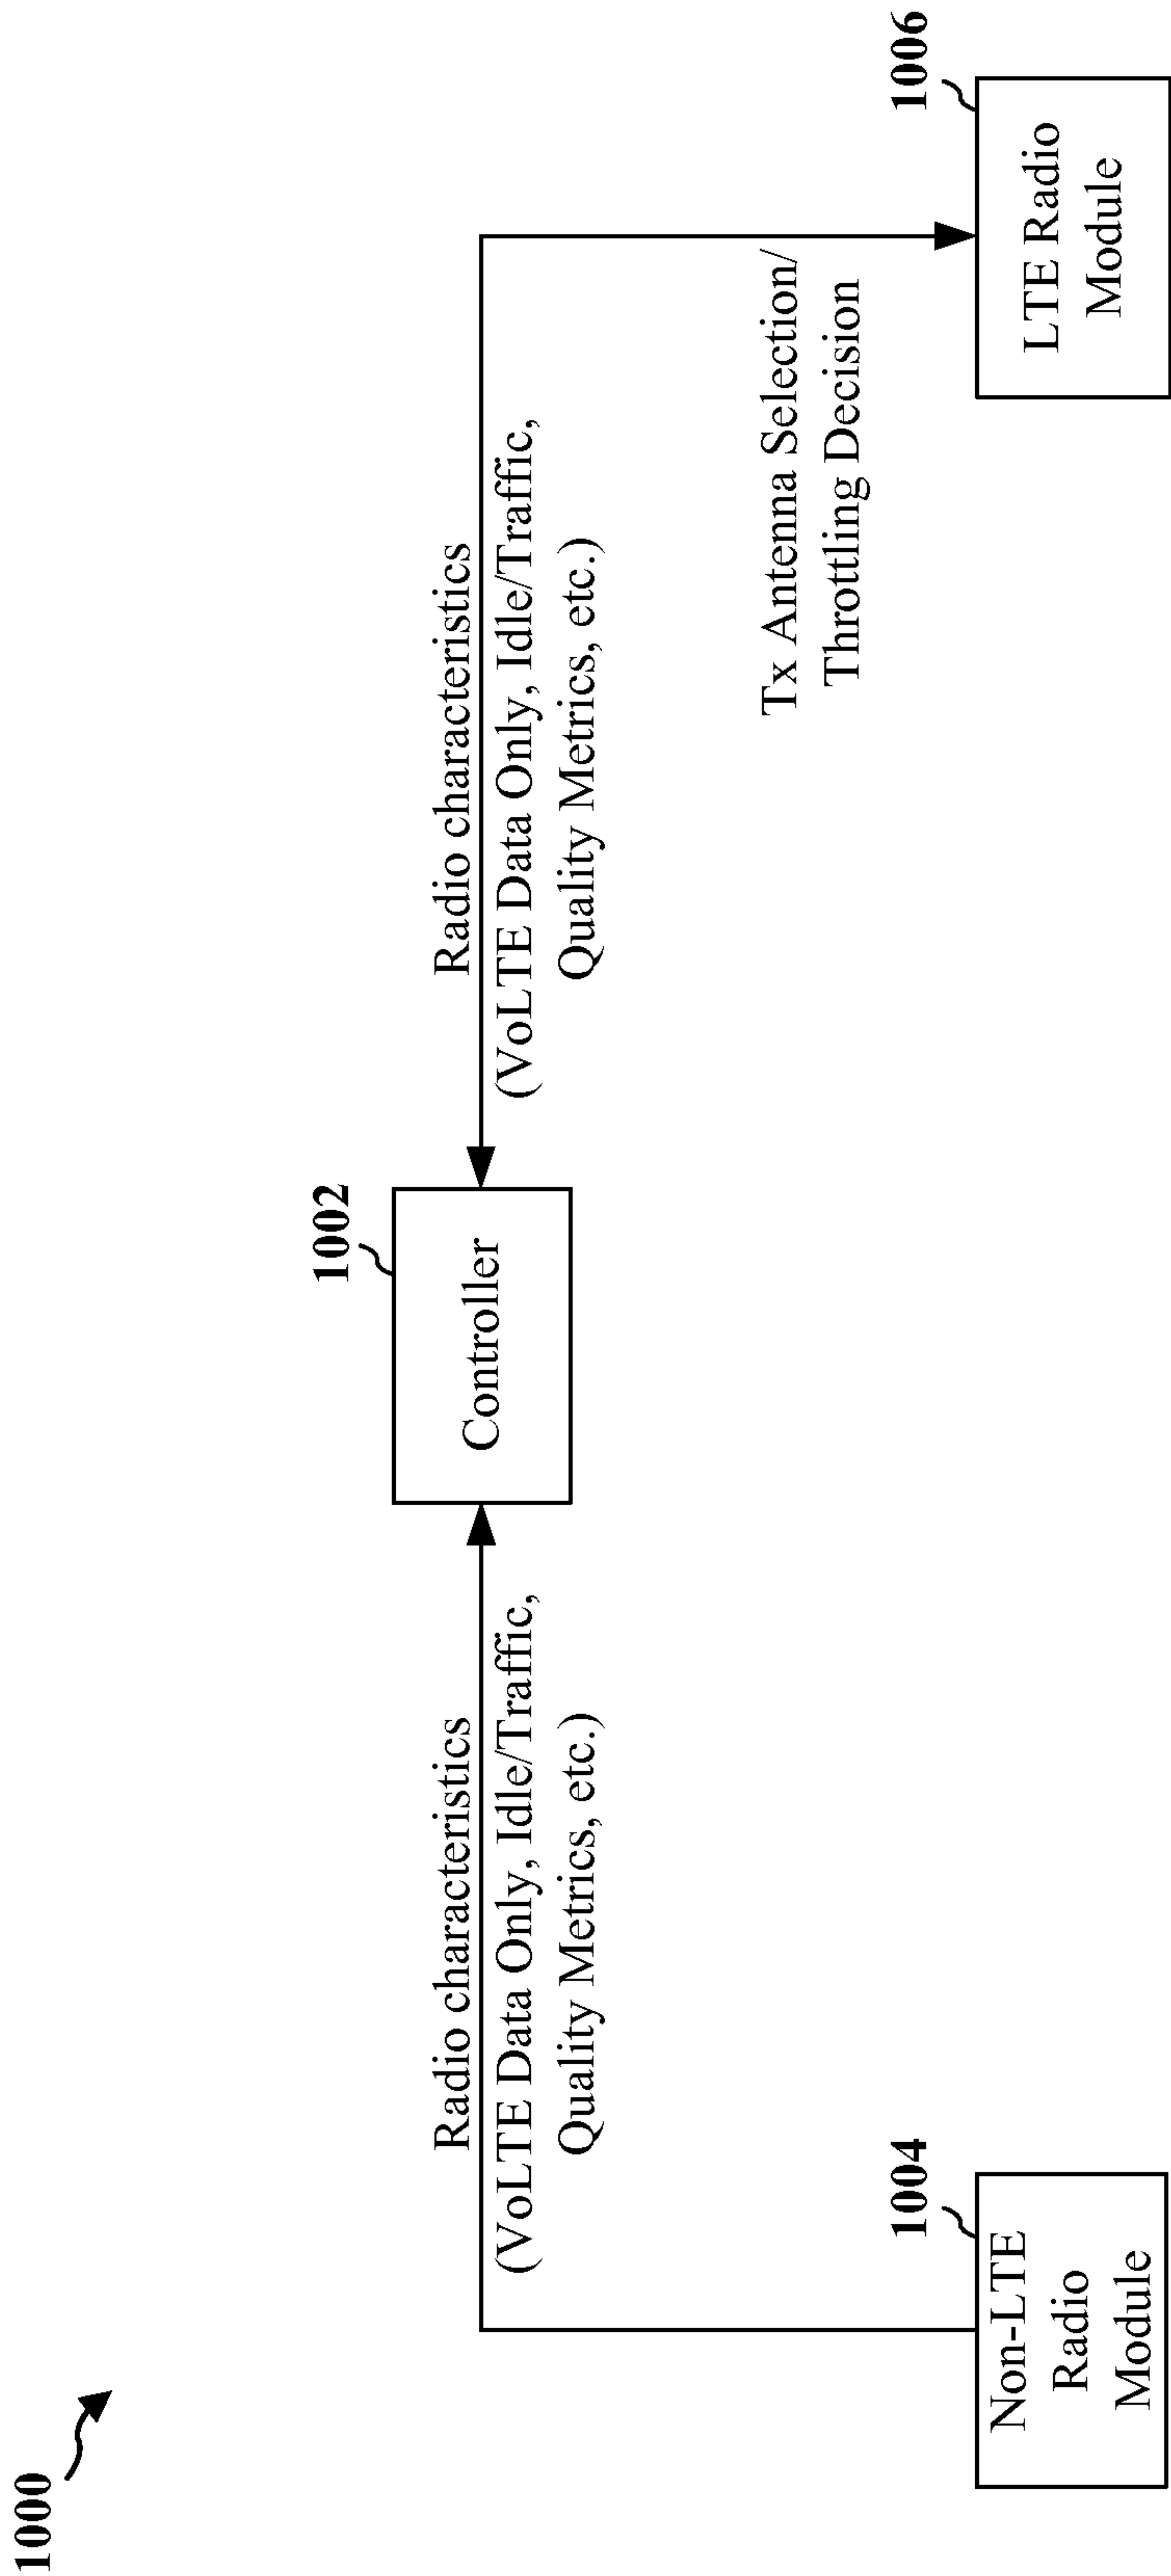 1000
1002
Controller
Radio characteristics
(VoLTE Data Only, Idle/Traffic,
Quality Metrics, etc.)
Radio characteristics
(VoLTE Data Only, Idle/Traffic,
Quality Metrics, etc.)
Tx Antenna Selection/
Throttling Decision
1004
Non-LTE
Radio
Module
1006
LTE Radio
Module